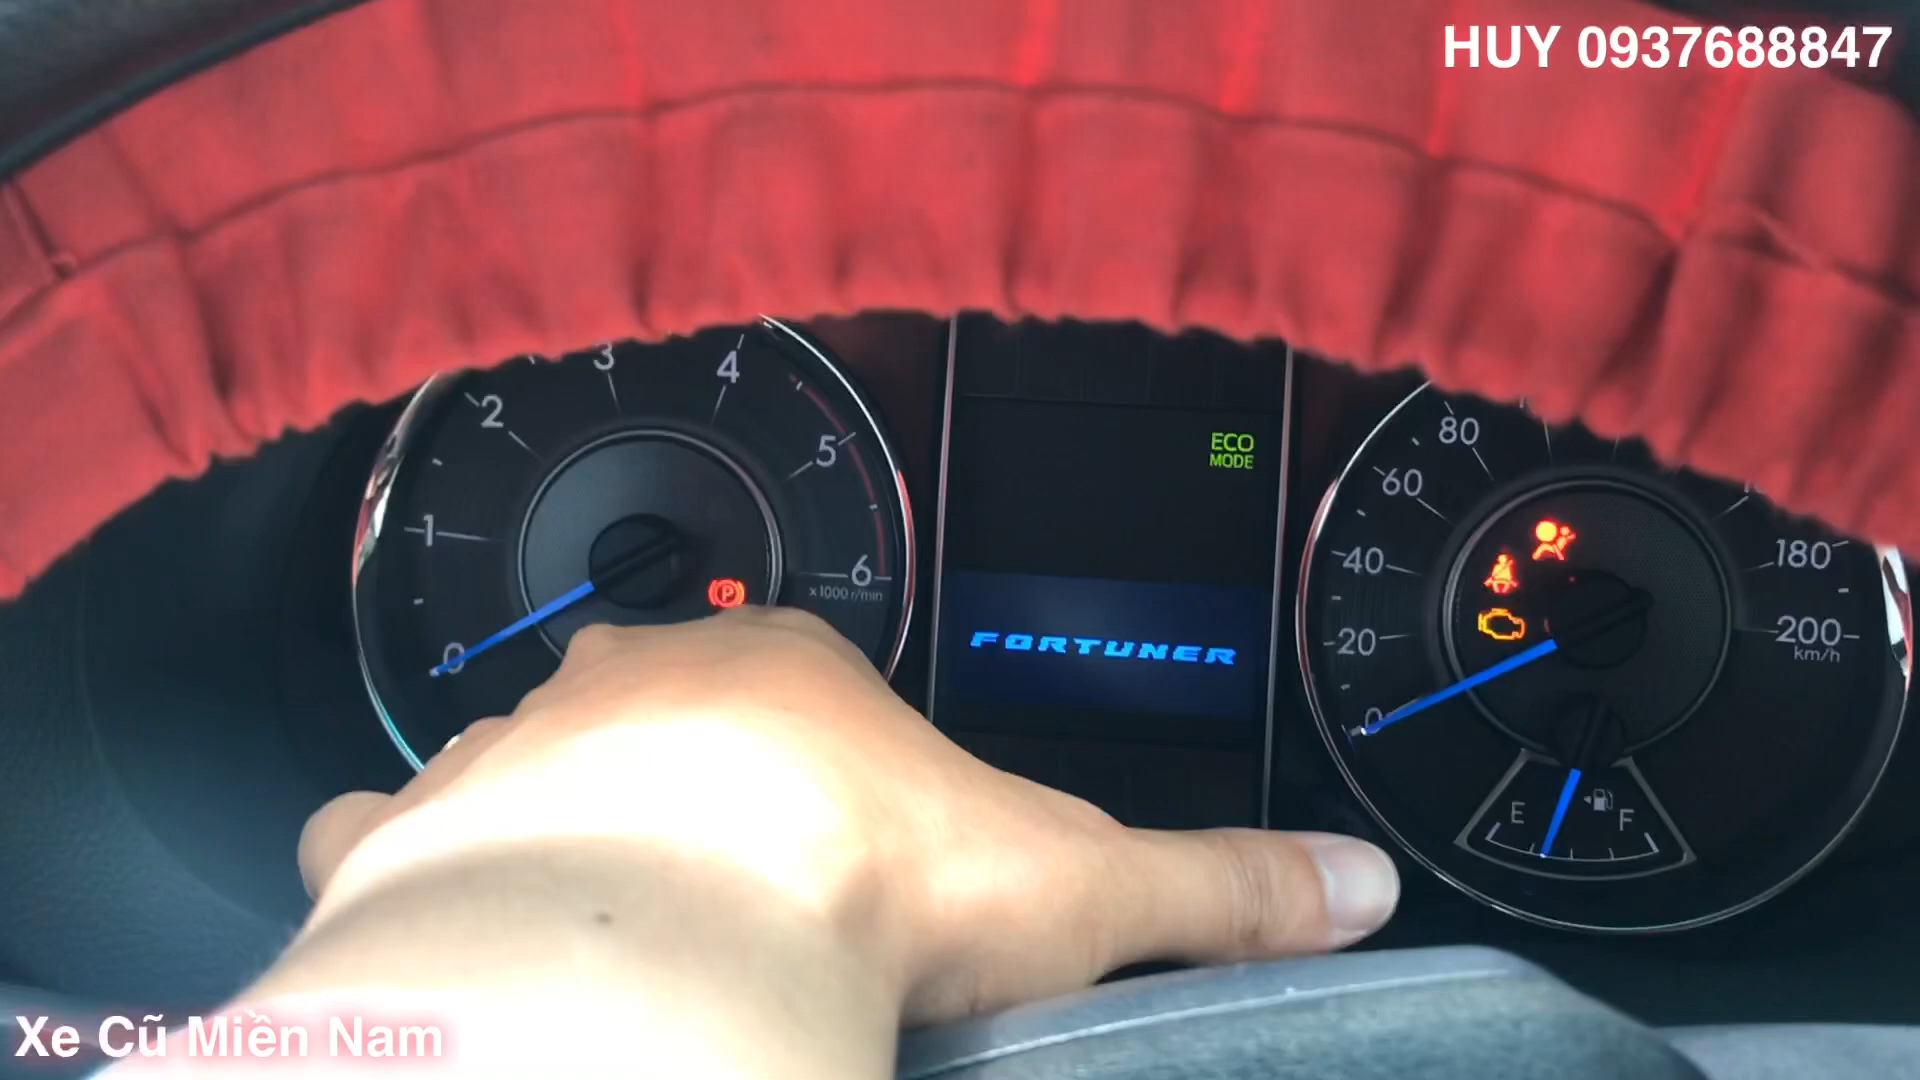 HUY 0937688847
3
4
2
5
1
6
x1000 r/min
0
ECO
MODE
FORTUNER
80
60
40
20
0
180
200
km/h
P
E
F
Xe Cũ Miền Nam